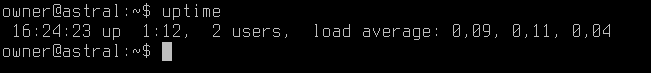 owner@astral:~$ uptime
 16:24:23 up  1:12,  2 users,  load average: 0,09, 0,11, 0,04
owner@astral:~$